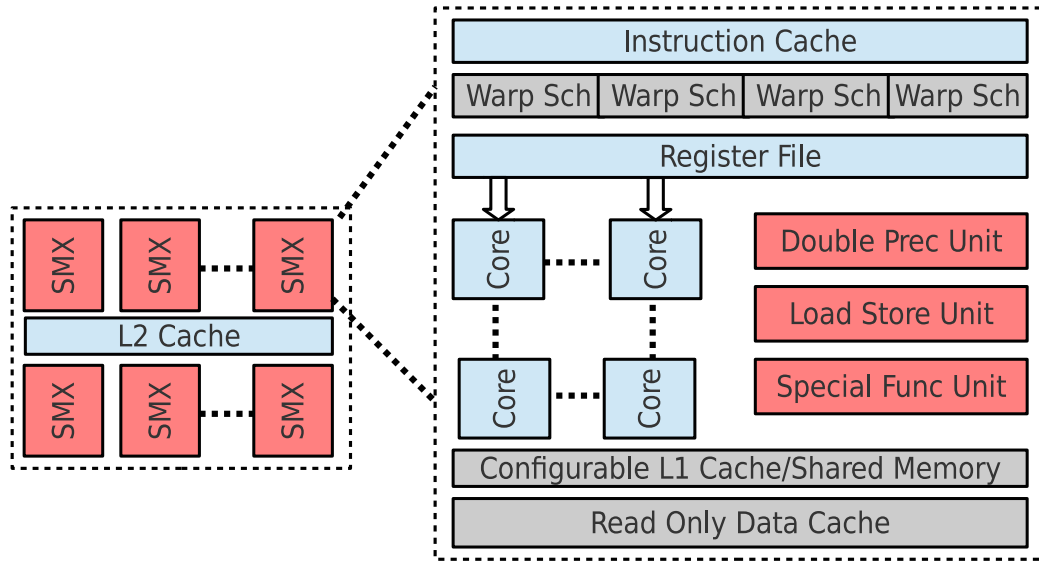 SMX
SMX
SMX
L2 Cache
SMX
SMX
SMX
Instruction Cache
Warp Sch
Warp Sch
Warp Sch
Warp Sch
Register File
Core
Core
Core
Core
Double Prec Unit
Load Store Unit
Special Func Unit
Configurable L1 Cache/Shared Memory
Read Only Data Cache